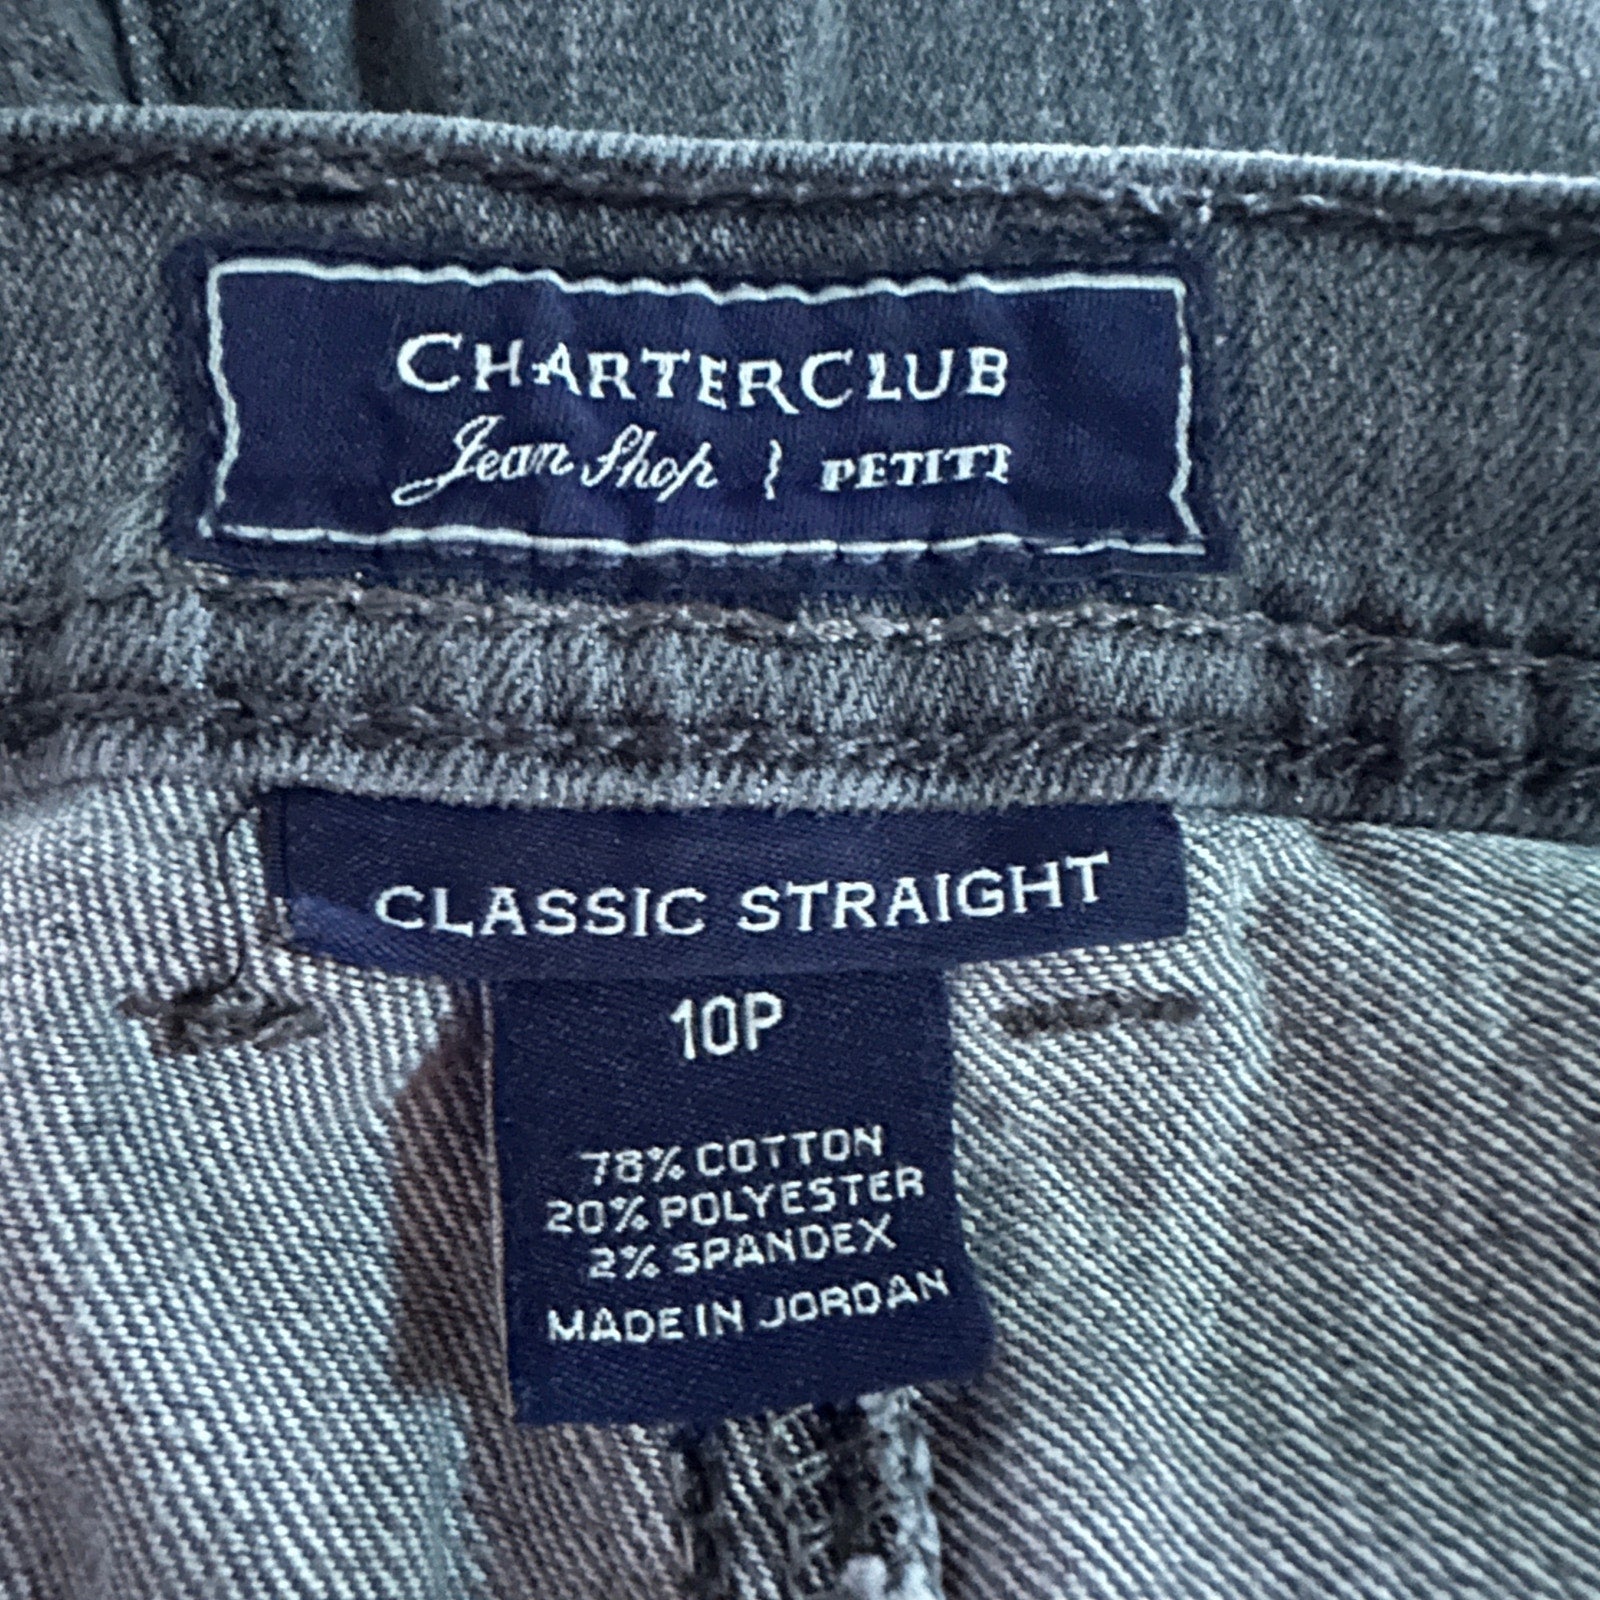 CHARTERCLUB
Jean Shop } PETITE
CLASSIC STRAIGHT
10P
78% COTTON
20% POLYESTER
2% SPANDEX
MADE IN JORDAN